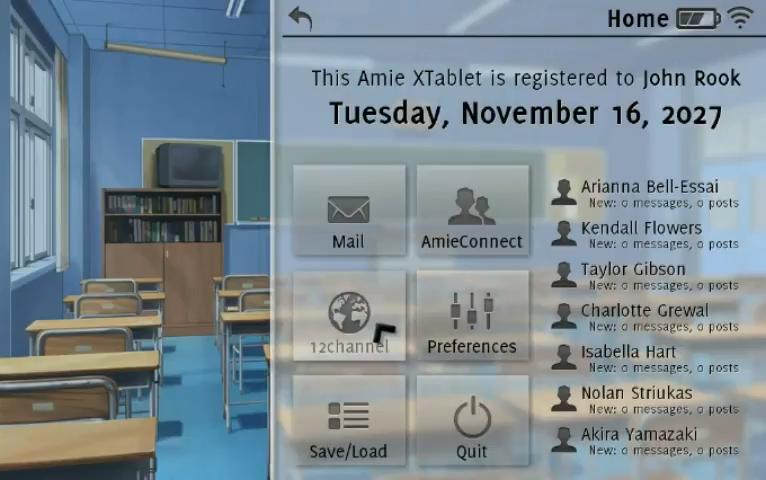 Home
This Amie XTablet is registered to John Rook
Tuesday, November 16, 2027
Mail
AmieConnect
12channel
Preferences
Save/Load
Quit
Arianna Bell-Essai
New: 0 messages, 0 posts
Kendall Flowers
New: 0 messages, 0 posts
Taylor Gibson
New: 0 messages, 0 posts
Charlotte Grewal
New: 0 messages, 0 posts
Isabella Hart
New: 0 messages, 0 posts
Nolan Striukas
New: 0 messages, 0 posts
Akira Yamazaki
New: 0 messages, 0 posts